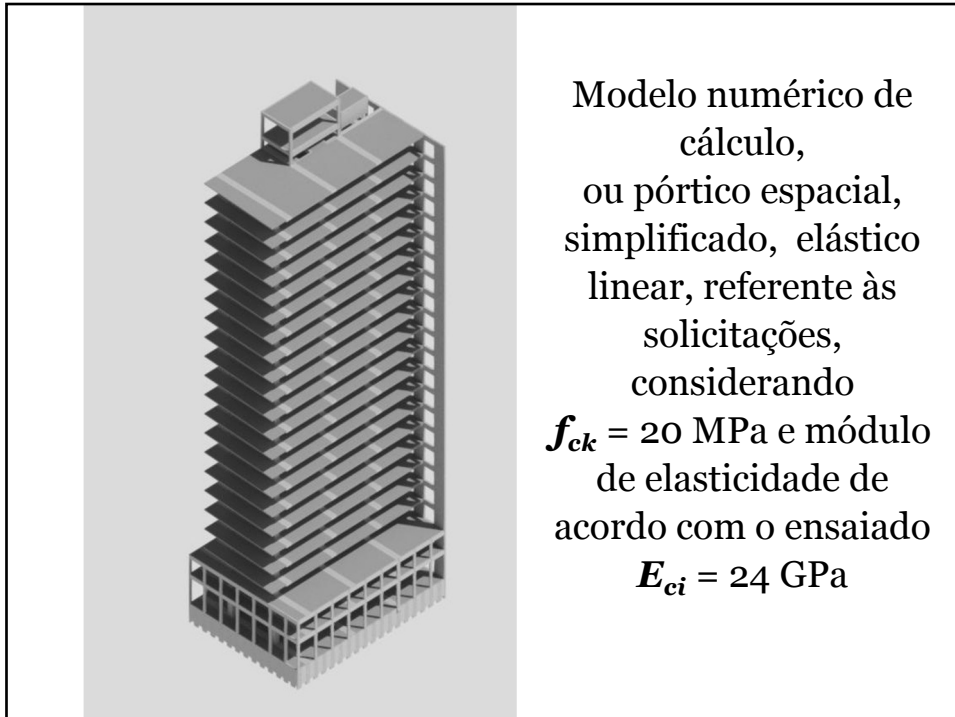 Modelo numérico de
cálculo,
ou pórtico espacial,
simplificado, elástico
linear, referente às
solicitações,
considerando
fck = 20 MPa e módulo
de elasticidade de
acordo com o ensaiado
Eci = 24 GPa